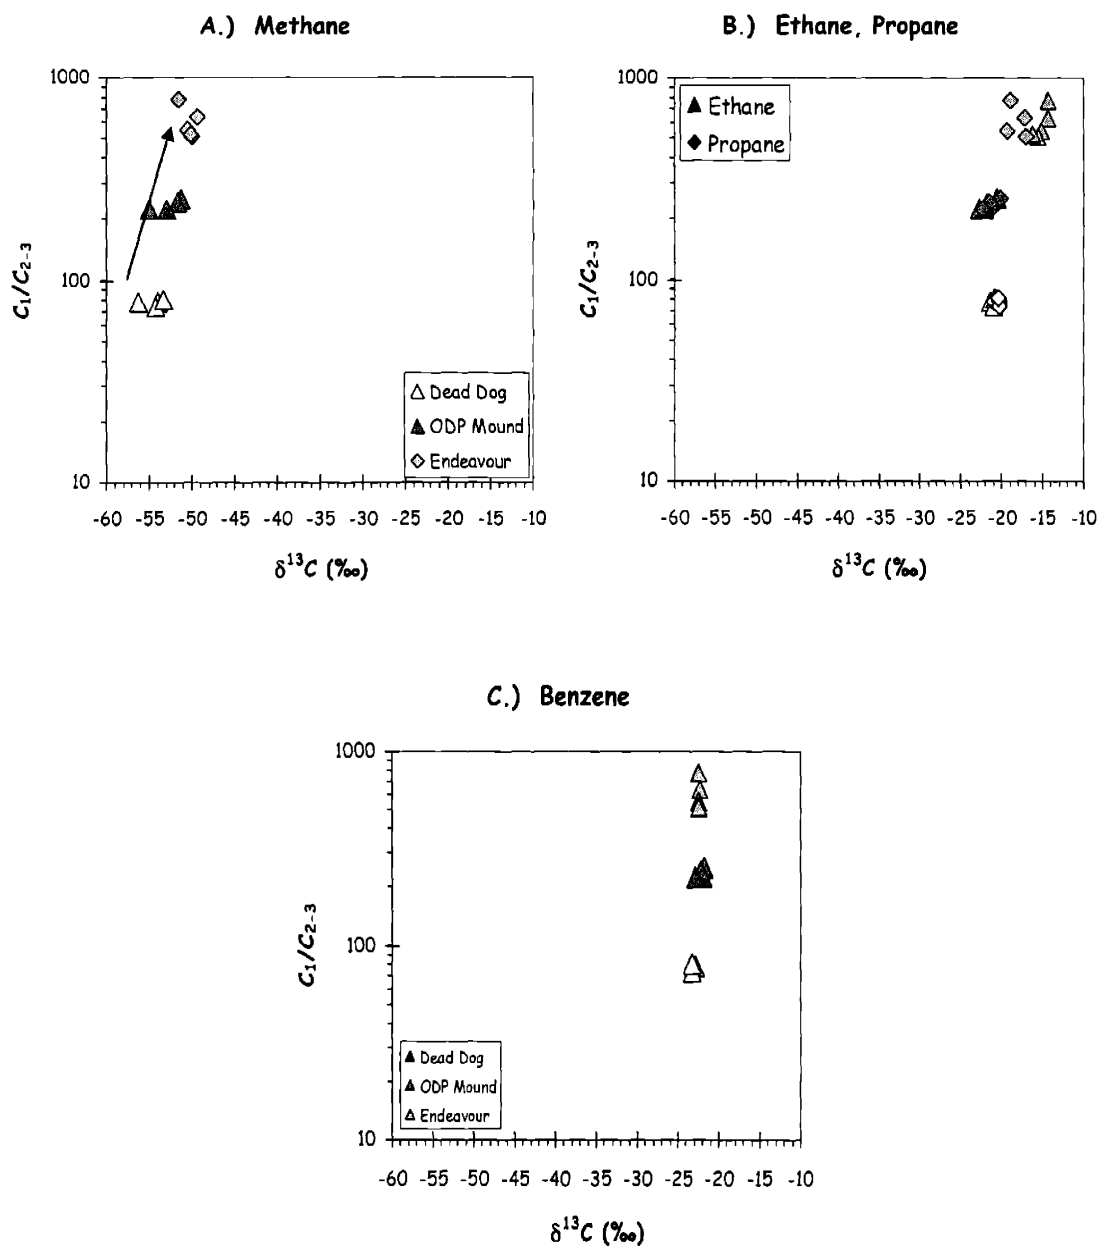 A.) Methane
1000
100
10
C₁/C₂₋₃
△ Dead Dog
▲ ODP Mound
◇ Endeavour
-60 -55 -50 -45 -40 -35 -30 -25 -20 -15 -10
δ¹³C (‰)
B.) Ethane, Propane
1000
100
10
C₁/C₂₋₃
▲ Ethane
◆ Propane
-60 -55 -50 -45 -40 -35 -30 -25 -20 -15 -10
δ¹³C (‰)
C.) Benzene
1000
100
10
C₁/C₂₋₃
▲ Dead Dog
▲ ODP Mound
△ Endeavour
-60 -55 -50 -45 -40 -35 -30 -25 -20 -15 -10
δ¹³C (‰)